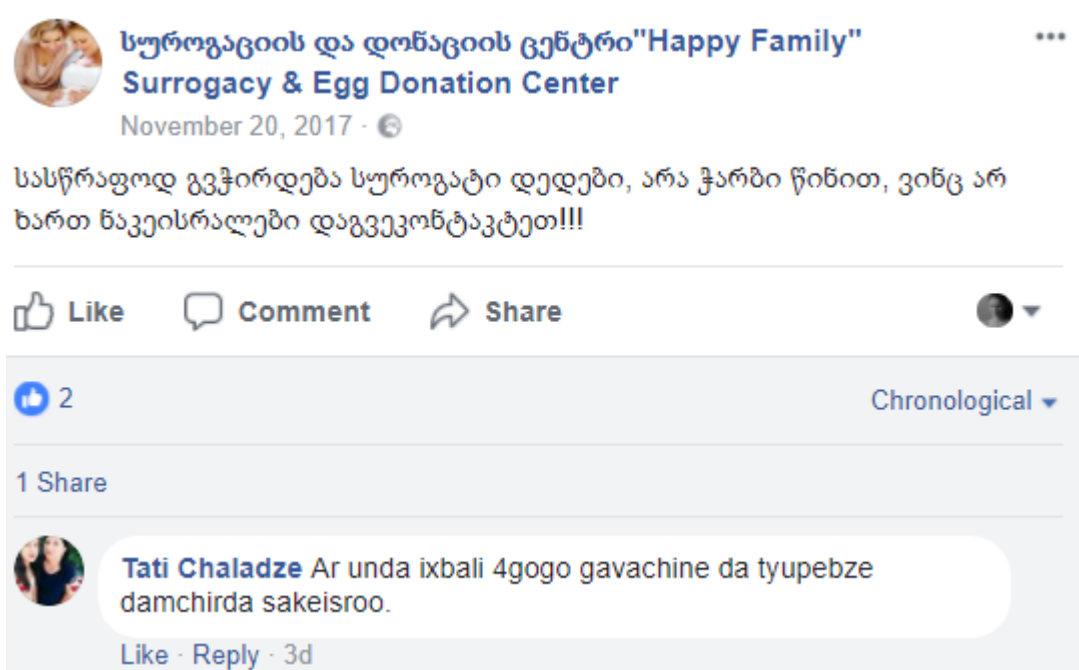 სუროგაციის და დონაციის ცენტრი"Happy Family"
Surrogacy & Egg Donation Center
November 20, 2017 ·
სასწრაფოდ გვჭირდება სუროგატი დედები, არა ჭარბი წინით, ვინც არ
ხართ ნაკეისრალები დაგვეკონტაკტეთ!!!
Like Comment Share
2 Chronological
1 Share
Tati Chaladze Ar unda ixbali 4gogo gavachine da tyupebze
damchirda sakeisroo.
Like · Reply · 3d